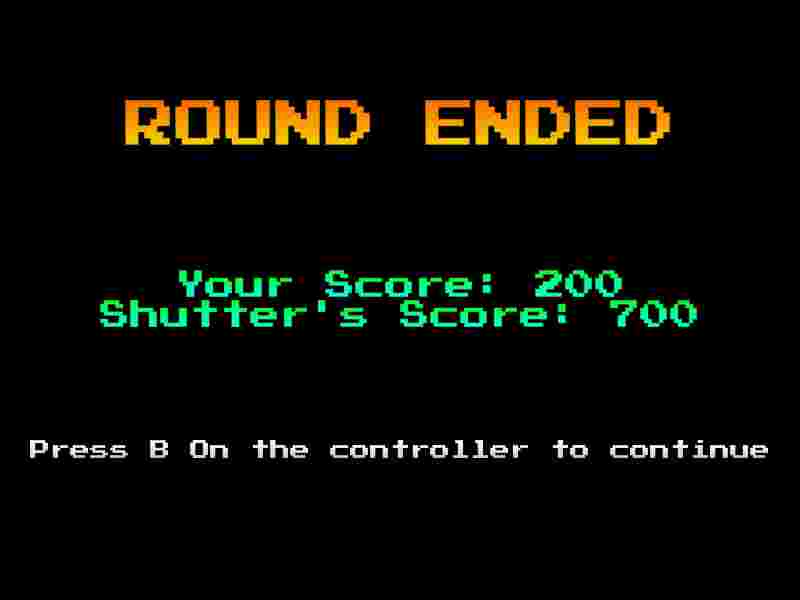 ROUND ENDED
Your Score: 200
Shutter's Score: 700
Press B On the controller to continue